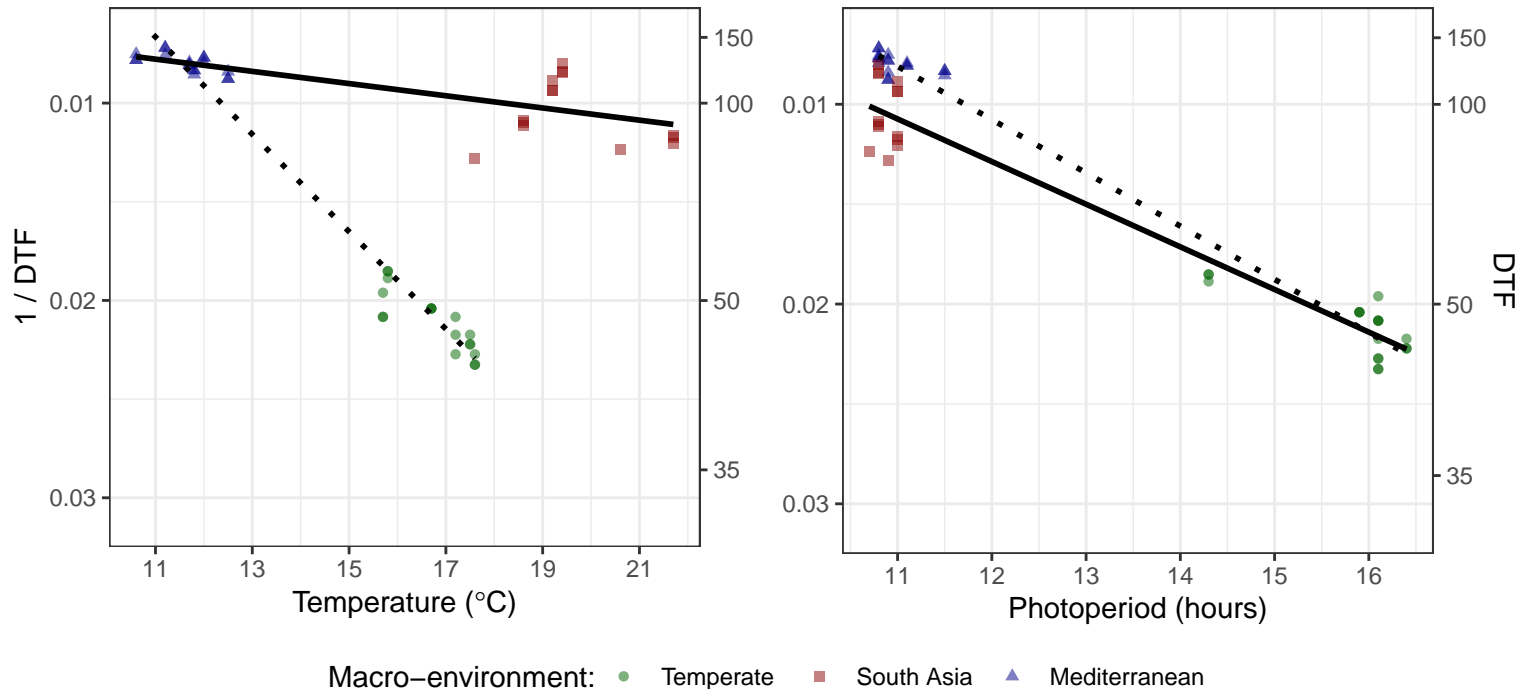 1 / DTF
0.01
0.02
0.03
150
100
50
35
11 13 15 17 19 21
Temperature (°C)
0.01
0.02
0.03
150
100
50
35
DTF
11 12 13 14 15 16
Photoperiod (hours)
Macro−environment: Temperate South Asia Mediterranean